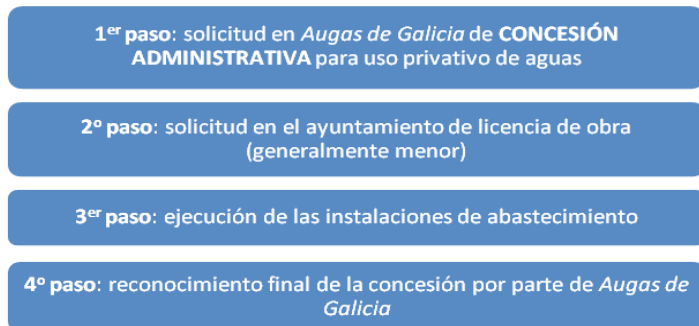 1er paso: solicitud en Augas de Galicia de CONCESIÓN
ADMINISTRATIVA para uso privativo de aguas
2º paso: solicitud en el ayuntamiento de licencia de obra
(generalmente menor)
3er paso: ejecución de las instalaciones de abastecimiento
4º paso: reconocimiento final de la concesión por parte de Augas de
Galicia